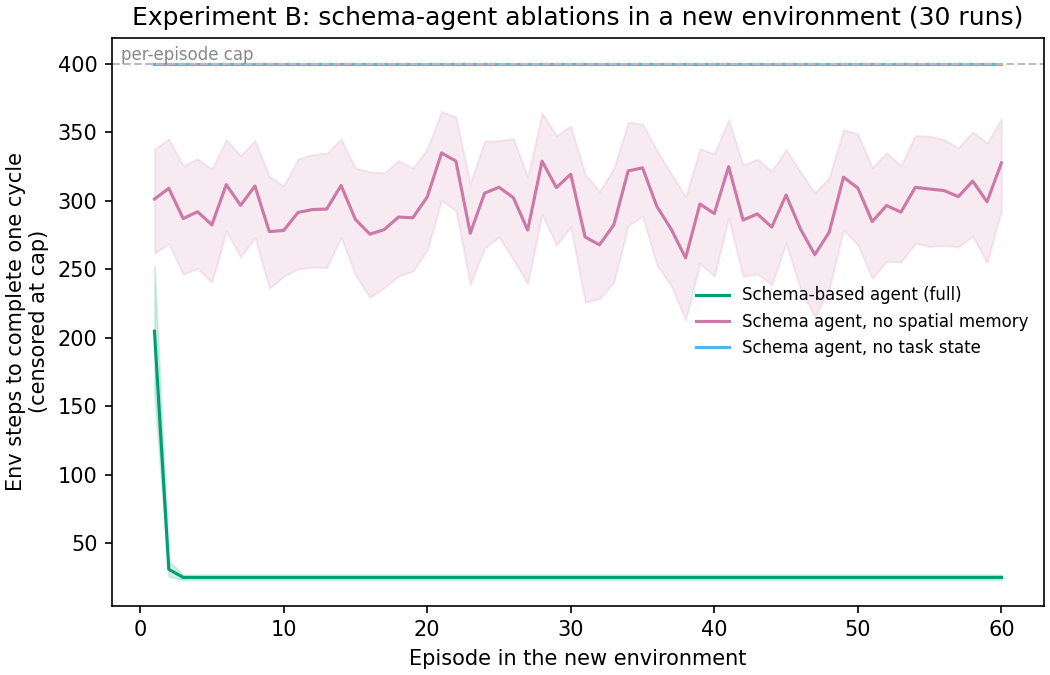 Experiment B: schema-agent ablations in a new environment (30 runs)
per-episode cap
400
350
300
250
200
150
100
50
Env steps to complete one cycle
(censored at cap)
Schema-based agent (full)
Schema agent, no spatial memory
Schema agent, no task state
0 10 20 30 40 50 60
Episode in the new environment